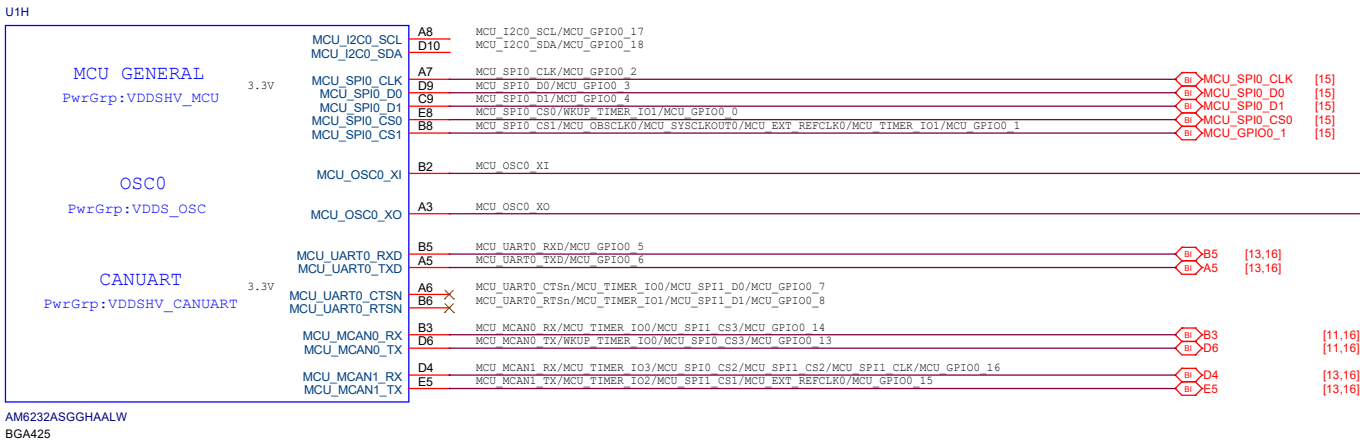 U1H
MCU GENERAL
PwrGrp:VDDSHV_MCU
3.3V
MCU_I2C0_SCL A8 MCU_I2C0_SCL/MCU_GPIO0_17
MCU_I2C0_SDA D10 MCU_I2C0_SDA/MCU_GPIO0_18
MCU_SPI0_CLK A7 MCU_SPI0_CLK/MCU_GPIO0_2 BI MCU_SPI0_CLK [15]
MCU_SPI0_D0 D9 MCU_SPI0_D0/MCU_GPIO0_3 BI MCU_SPI0_D0 [15]
MCU_SPI0_D1 C9 MCU_SPI0_D1/MCU_GPIO0_4 BI MCU_SPI0_D1 [15]
MCU_SPI0_CS0 E8 MCU_SPI0_CS0/WKUP_TIMER_IO1/MCU_GPIO0_0 BI MCU_SPI0_CS0 [15]
MCU_SPI0_CS1 B8 MCU_SPI0_CS1/MCU_OBSCLK0/MCU_SYSCLKOUT0/MCU_EXT_REFCLK0/MCU_TIMER_IO1/MCU_GPIO0_1 BI MCU_GPIO0_1 [15]
OSC0
PwrGrp:VDDS_OSC
MCU_OSC0_XI B2 MCU_OSC0_XI
MCU_OSC0_XO A3 MCU_OSC0_XO
CANUART
PwrGrp:VDDSHV_CANUART
3.3V
MCU_UART0_RXD B5 MCU_UART0_RXD/MCU_GPIO0_5 BI B5 [13,16]
MCU_UART0_TXD A5 MCU_UART0_TXD/MCU_GPIO0_6 BI A5 [13,16]
MCU_UART0_CTSN A6 MCU_UART0_CTSn/MCU_TIMER_IO0/MCU_SPI1_D0/MCU_GPIO0_7
MCU_UART0_RTSN B6 MCU_UART0_RTSn/MCU_TIMER_IO1/MCU_SPI1_D1/MCU_GPIO0_8
MCU_MCAN0_RX B3 MCU_MCAN0_RX/MCU_TIMER_IO0/MCU_SPI1_CS3/MCU_GPIO0_14 BI B3 [11,16]
MCU_MCAN0_TX D6 MCU_MCAN0_TX/WKUP_TIMER_IO0/MCU_SPI0_CS3/MCU_GPIO0_13 BI D6 [11,16]
MCU_MCAN1_RX D4 MCU_MCAN1_RX/MCU_TIMER_IO3/MCU_SPI0_CS2/MCU_SPI1_CS2/MCU_SPI1_CLK/MCU_GPIO0_16 BI D4 [13,16]
MCU_MCAN1_TX E5 MCU_MCAN1_TX/MCU_TIMER_IO2/MCU_SPI1_CS1/MCU_EXT_REFCLK0/MCU_GPIO0_15 BI E5 [13,16]
AM6232ASGGHAALW
BGA425